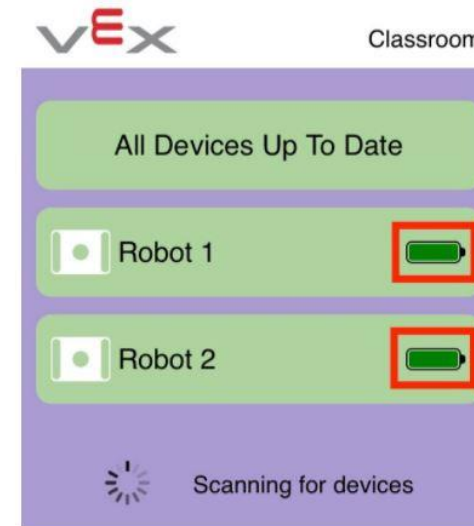 VEX
Classroom
All Devices Up To Date
Robot 1
Robot 2
Scanning for devices